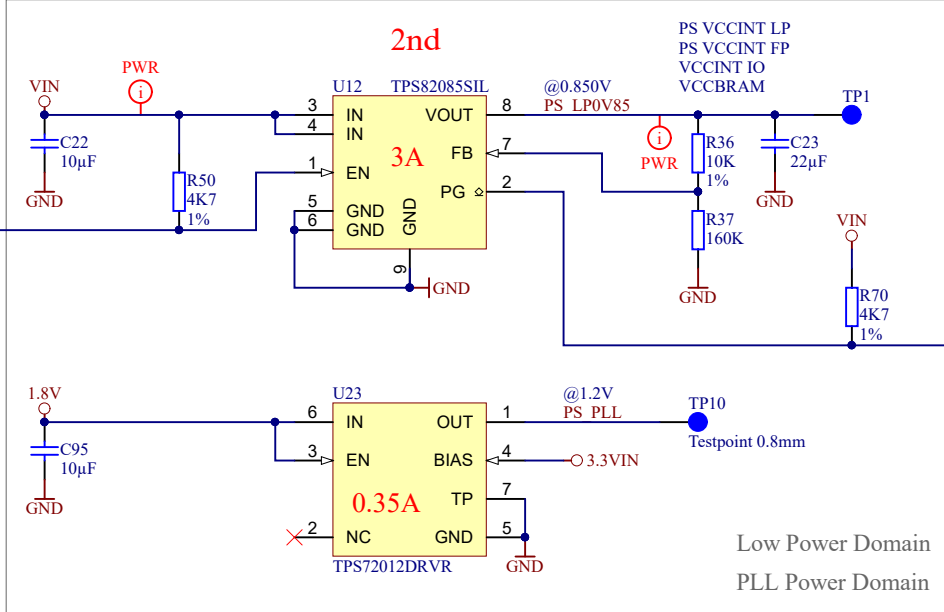 2nd
PS VCCINT LP
PS VCCINT FP
VCCINT IO
VCCBRAM
PWR
i
VIN
U12
TPS82085SIL
@0.850V
PS_LP0V85
TP1
3
IN
4
IN
VOUT
8
C22
10µF
GND
3A
FB
7
i
PWR
R36
10K
1%
C23
22µF
GND
1
EN
PG
2
R50
4K7
1%
5
GND
6
GND
GND
9
GND
R37
160K
GND
VIN
R70
4K7
1%
1.8V
U23
@1.2V
PS_PLL
TP10
Testpoint 0.8mm
6
IN
OUT
1
C95
10µF
GND
3
EN
BIAS
4
3.3VIN
0.35A
TP
7
2
NC
GND
5
GND
TPS72012DRVR
Low Power Domain
PLL Power Domain